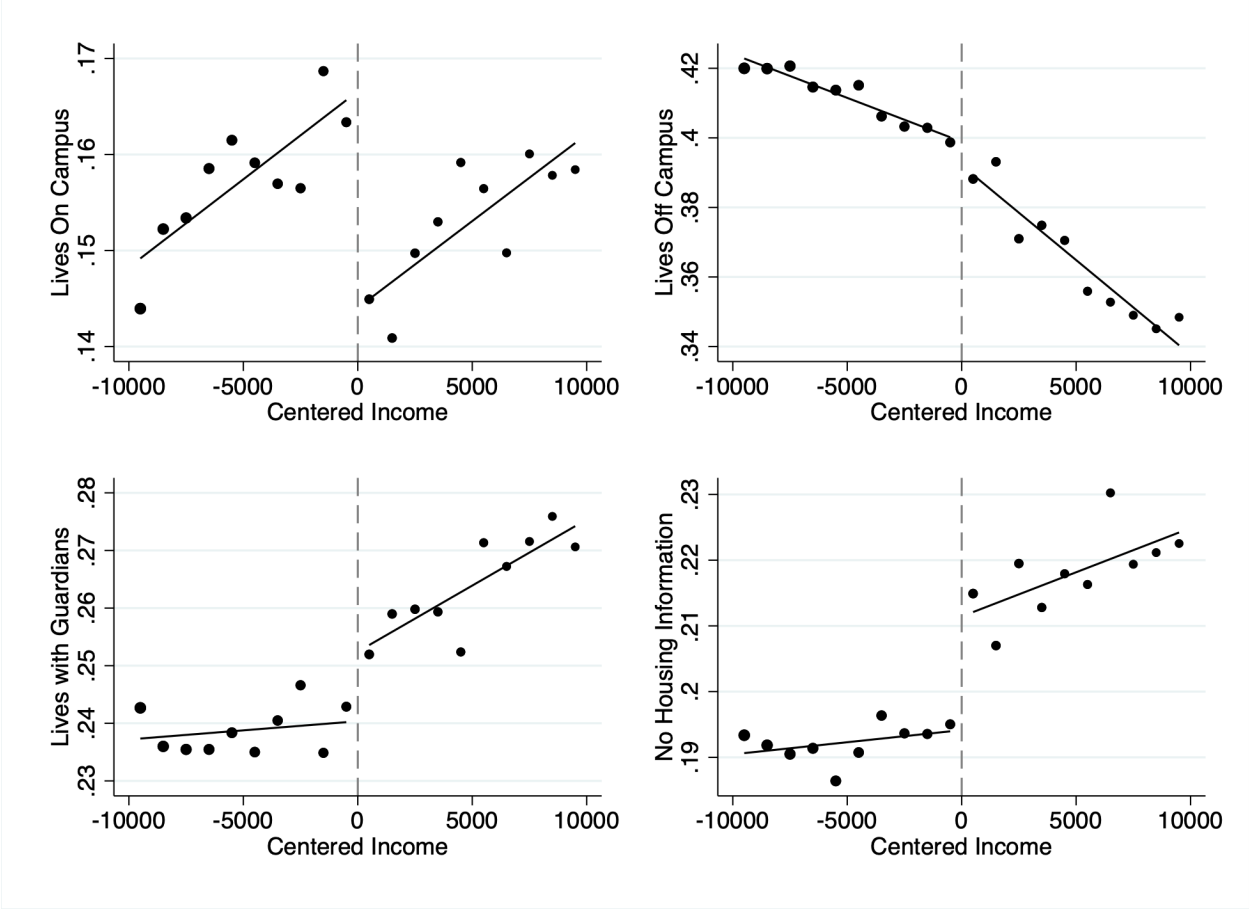 Lives On Campus
.17
.16
.15
.14
-10000 -5000 0 5000 10000
Centered Income
Lives Off Campus
.42
.4
.38
.36
.34
-10000 -5000 0 5000 10000
Centered Income
Lives with Guardians
.28
.27
.26
.25
.24
.23
-10000 -5000 0 5000 10000
Centered Income
No Housing Information
.23
.22
.21
.2
.19
-10000 -5000 0 5000 10000
Centered Income